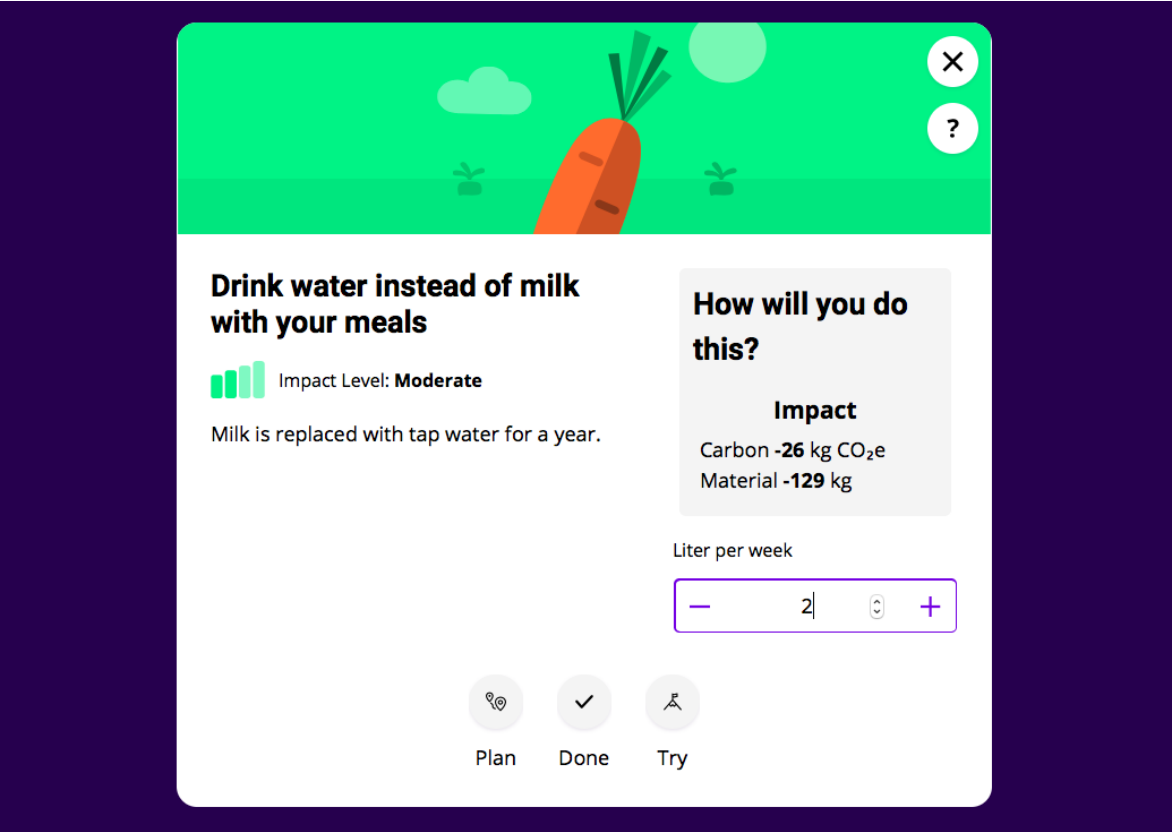 ?
Drink water instead of milk
with your meals
Impact Level: Moderate
Milk is replaced with tap water for a year.
How will you do
this?
Impact
Carbon -26 kg CO₂e
Material -129 kg
Liter per week
2
Plan Done Try